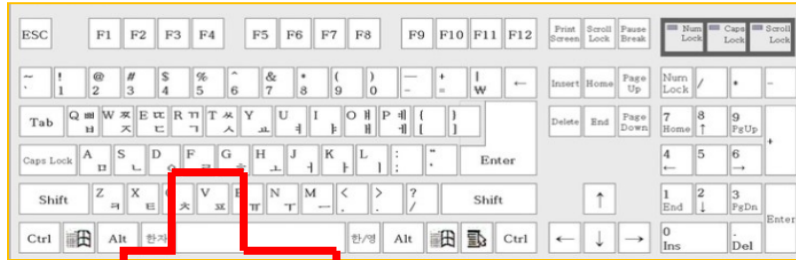 ESC F1 F2 F3 F4 F5 F6 F7 F8 F9 F10 F11 F12 Print Screen Scroll Lock Pause Break Num Lock Caps Lock Scroll Lock
~ ` ! 1 @ 2 # 3 $ 4 % 5 ^ 6 & 7 * 8 ( 9 ) 0 — - + = | ₩ ← Insert Home Page Up Num Lock / * -
Tab Q ㅃ ㅂ W ㅉ ㅈ E ㄸ ㄷ R ㄲ ㄱ T ㅆ ㅅ Y ㅛ U ㅕ I ㅑ O ㅒ ㅐ P ㅖ ㅔ { [ } ] Delete End Page Down 7 Home 8 ↑ 9 PgUp +
Caps Lock A ㅁ S ㄴ D F G H ㅗ J ㅓ K ㅏ L ㅣ : ; " ' Enter 4 ← 5 6 →
Shift Z ㅋ X ㅌ ㅊ V ㅍ ㅠ N ㅜ M ㅡ < , > . ? / Shift ↑ 1 End 2 ↓ 3 PgDn Enter
Ctrl Alt 한자 한/영 Alt Ctrl ← ↓ → 0 Ins . Del